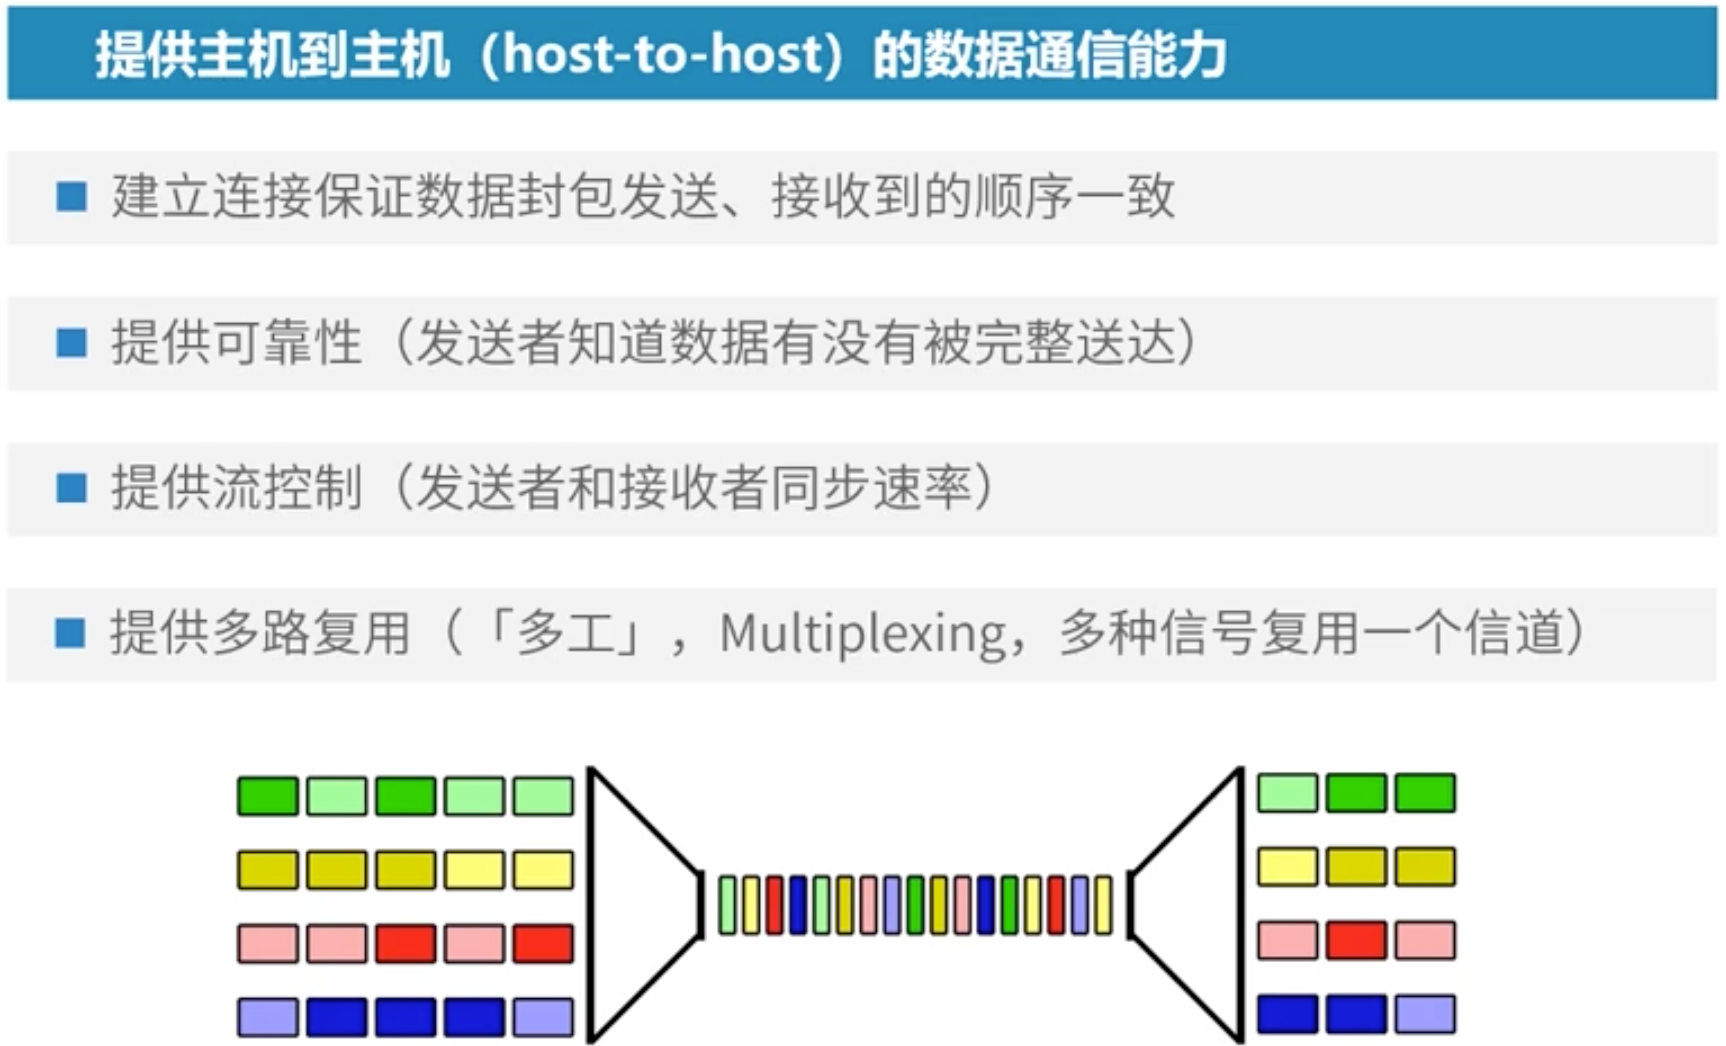 提供主机到主机（host-to-host）的数据通信能力
建立连接保证数据封包发送、接收到的顺序一致
提供可靠性（发送者知道数据有没有被完整送达）
提供流控制（发送者和接收者同步速率）
提供多路复用（「多工」，Multiplexing，多种信号复用一个信道）